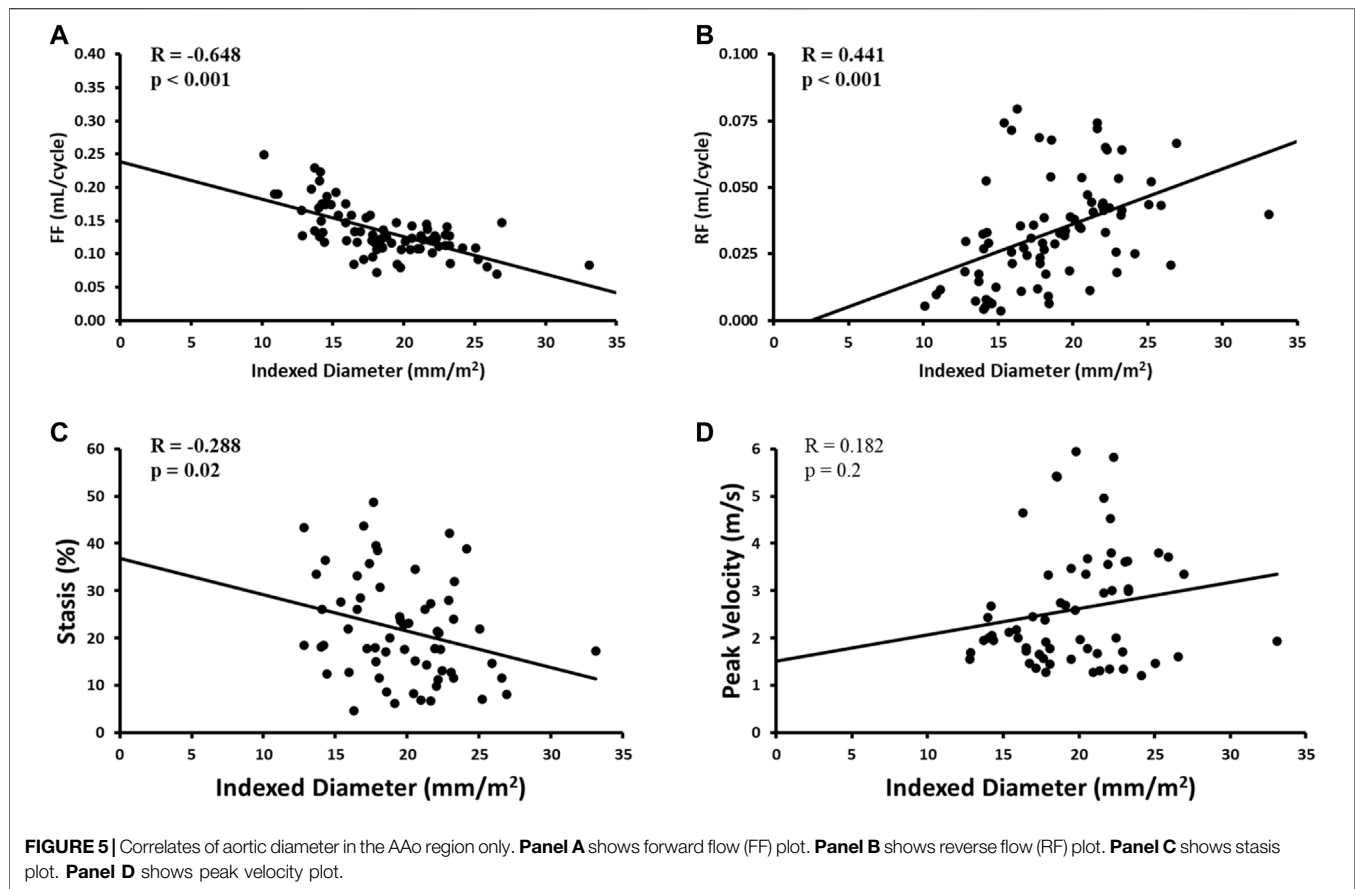 A
R = -0.648
p < 0.001
FF (mL/cycle)
0.40
0.35
0.30
0.25
0.20
0.15
0.10
0.05
0.00
0 5 10 15 20 25 30 35
Indexed Diameter (mm/m²)
B
R = 0.441
p < 0.001
RF (mL/cycle)
0.100
0.075
0.050
0.025
0.000
0 5 10 15 20 25 30 35
Indexed Diameter (mm/m²)
C
R = -0.288
p = 0.02
Stasis (%)
60
50
40
30
20
10
0
0 5 10 15 20 25 30 35
Indexed Diameter (mm/m²)
D
R = 0.182
p = 0.2
Peak Velocity (m/s)
6
5
4
3
2
1
0
0 5 10 15 20 25 30 35
Indexed Diameter (mm/m²)
FIGURE 5 | Correlates of aortic diameter in the AAo region only. Panel A shows forward flow (FF) plot. Panel B shows reverse flow (RF) plot. Panel C shows stasis
plot. Panel D shows peak velocity plot.